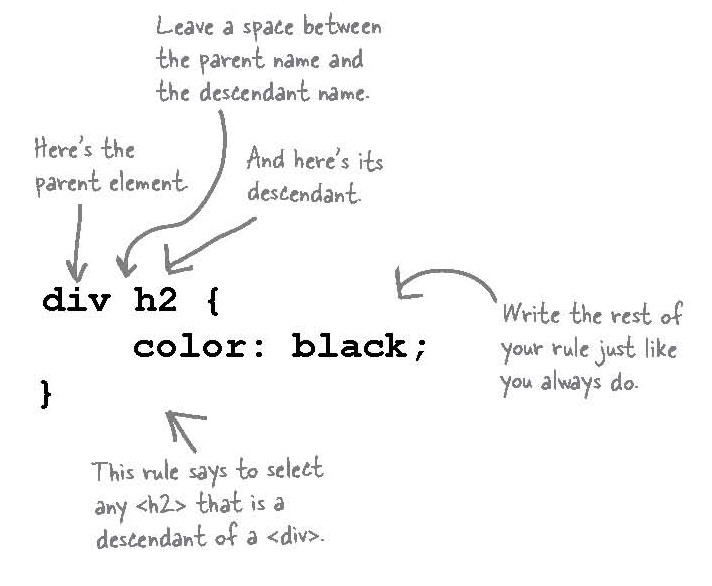 Leave a space between
the parent name and
the descendant name.
Here's the
parent element.
And here's its
descendant.
div h2 {
color: black;
}
Write the rest of
your rule just like
you always do.
This rule says to select
any <h2> that is a
descendant of a <div>.